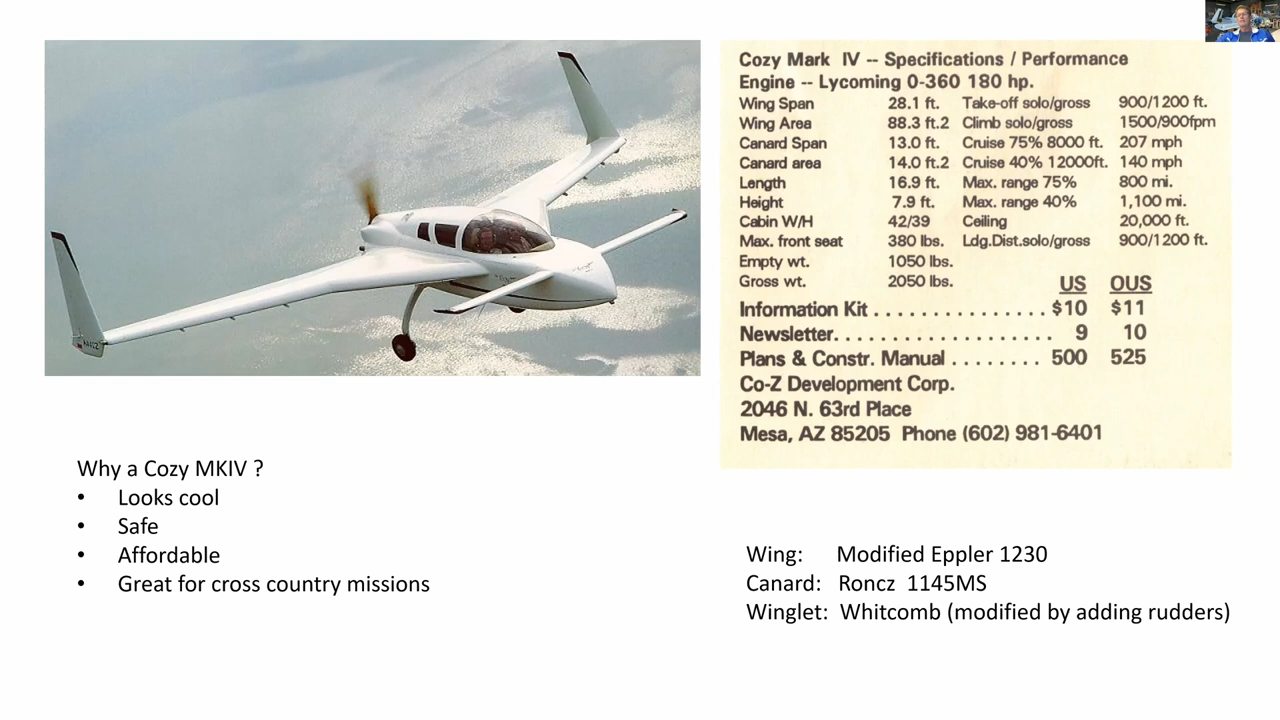 Cozy Mark IV -- Specifications / Performance
Engine -- Lycoming 0-360 180 hp.
Wing Span 28.1 ft. Take-off solo/gross 900/1200 ft.
Wing Area 88.3 ft.2 Climb solo/gross 1500/900fpm
Canard Span 13.0 ft. Cruise 75% 8000 ft. 207 mph
Canard area 14.0 ft.2 Cruise 40% 12000ft. 140 mph
Length 16.9 ft. Max. range 75% 800 mi.
Height 7.9 ft. Max. range 40% 1,100 mi.
Cabin W/H 42/39 Ceiling 20,000 ft.
Max. front seat 380 lbs. Ldg.Dist.solo/gross 900/1200 ft.
Empty wt. 1050 lbs.
Gross wt. 2050 lbs.
US OUS
Information Kit . . . . . . . . . . . . . . . $10 $11
Newsletter. . . . . . . . . . . . . . . . . . . 9 10
Plans & Constr. Manual . . . . . . . . 500 525
Co-Z Development Corp.
2046 N. 63rd Place
Mesa, AZ 85205 Phone (602) 981-6401
Why a Cozy MKIV ?
• Looks cool
• Safe
• Affordable
• Great for cross country missions
Wing: Modified Eppler 1230
Canard: Roncz 1145MS
Winglet: Whitcomb (modified by adding rudders)